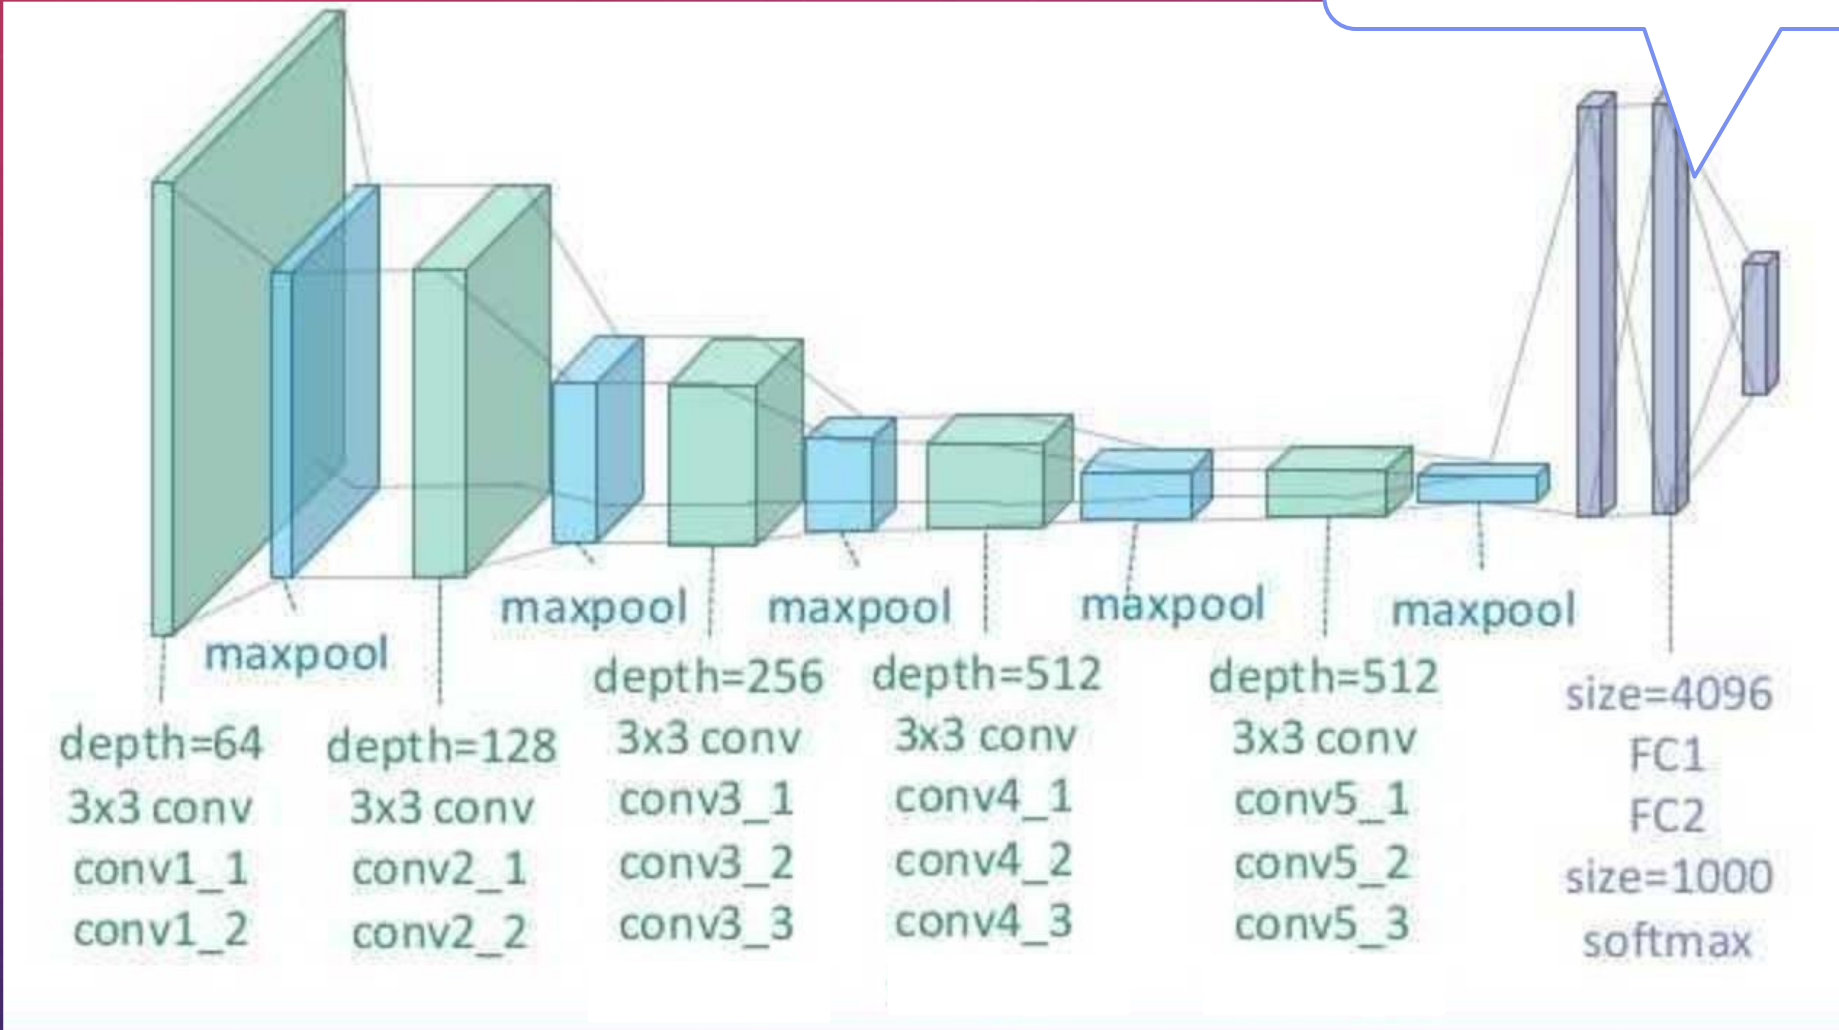 maxpool
maxpool
maxpool
maxpool
maxpool
depth=64
3x3 conv
conv1_1
conv1_2
depth=128
3x3 conv
conv2_1
conv2_2
depth=256
3x3 conv
conv3_1
conv3_2
conv3_3
depth=512
3x3 conv
conv4_1
conv4_2
conv4_3
depth=512
3x3 conv
conv5_1
conv5_2
conv5_3
size=4096
FC1
FC2
size=1000
softmax